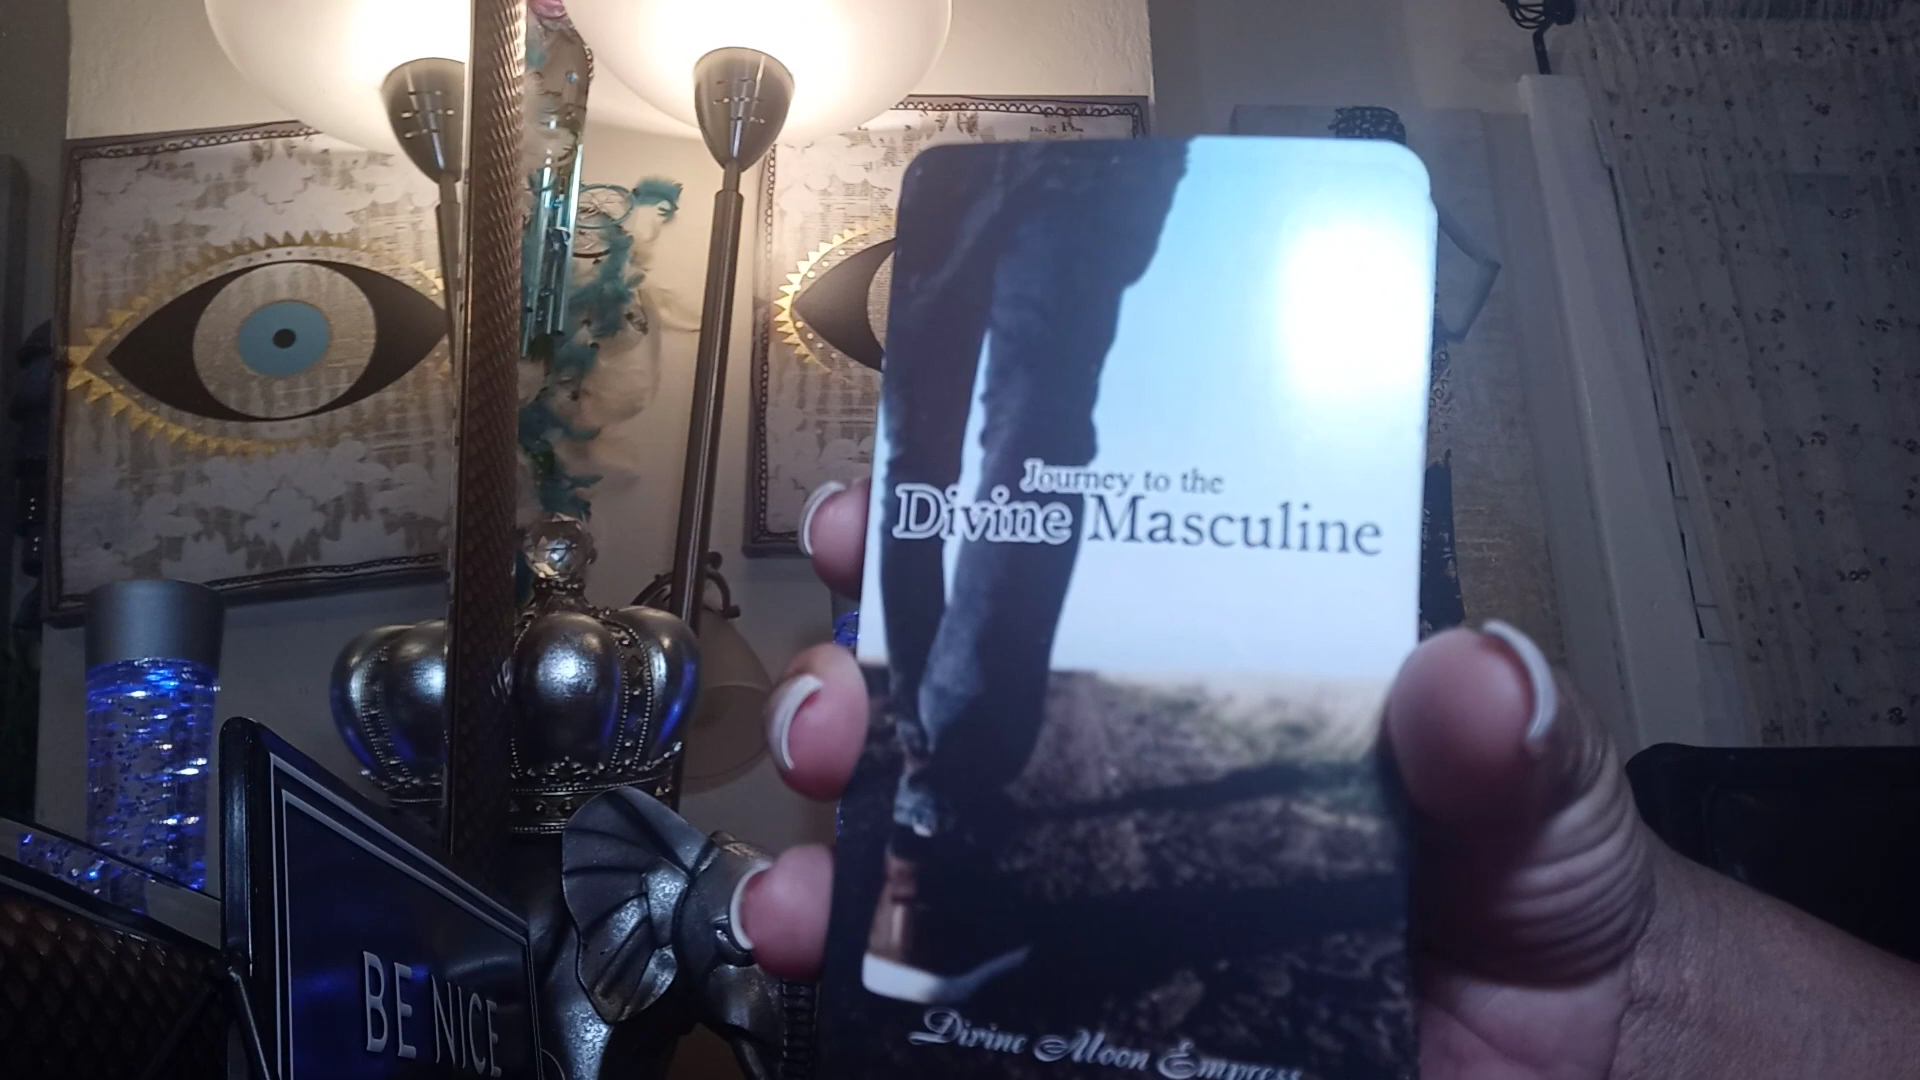 Journey to the
Divine Masculine
Divine Moon Empress
BE NICE